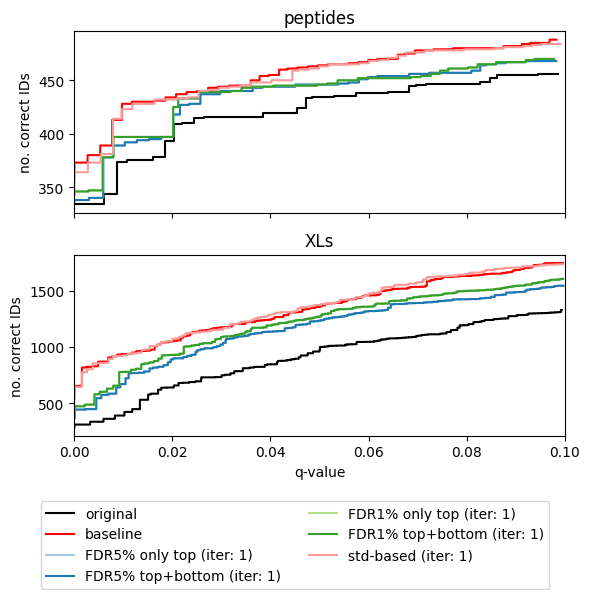 peptides
no. correct IDs
450
400
350
XLs
no. correct IDs
1500
1000
500
0.00 0.02 0.04 0.06 0.08 0.10
q-value
original
baseline
FDR5% only top (iter: 1)
FDR5% top+bottom (iter: 1)
FDR1% only top (iter: 1)
FDR1% top+bottom (iter: 1)
std-based (iter: 1)